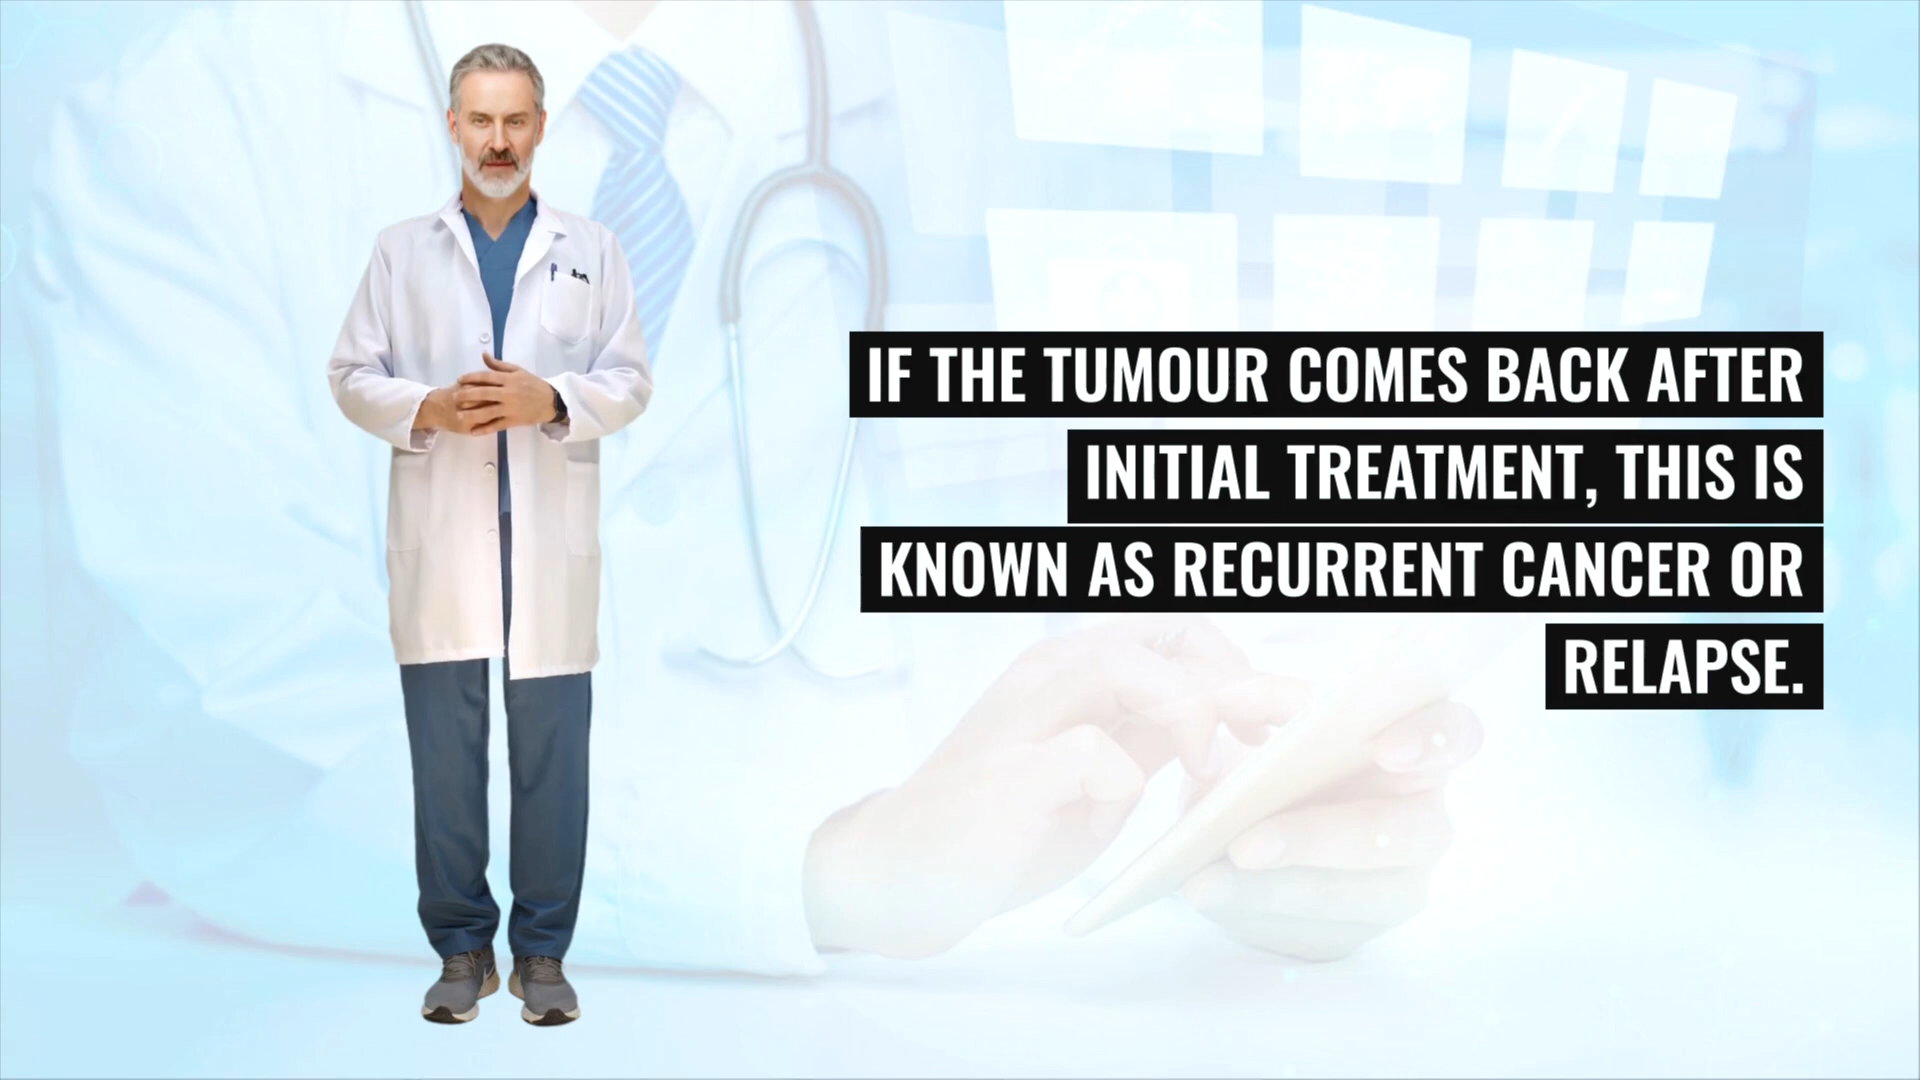 IF THE TUMOUR COMES BACK AFTER
INITIAL TREATMENT, THIS IS
KNOWN AS RECURRENT CANCER OR
RELAPSE.